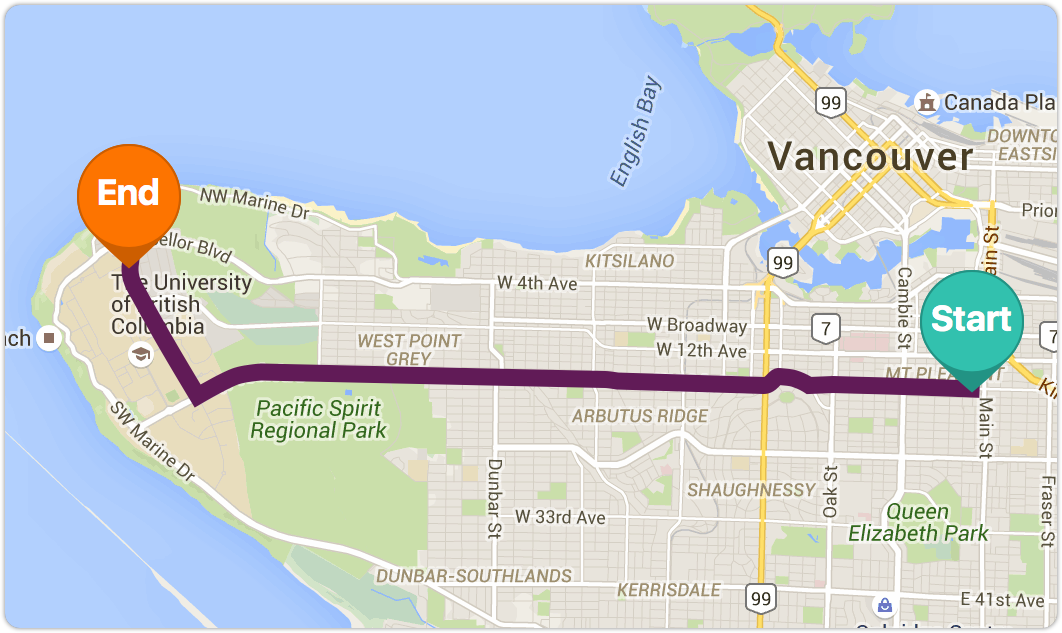 99
Canada Pla
DOWNTO
EASTSI
Vancouver
English Bay
End
NW Marine Dr
ellor Blvd
Prior
ain St
KITSILANO
99
The University
of British
Columbia
W 4th Ave
Cambie St
Start
ch
W Broadway
7
7
WEST POINT
GREY
W 12th Ave
MT PLEASANT
Ki
Pacific Spirit
Regional Park
ARBUTUS RIDGE
Main St
SW Marine Dr
Dunbar St
SHAUGHNESSY
Oak St
Fraser St
W 33rd Ave
Queen
Elizabeth Park
DUNBAR-SOUTHLANDS
KERRISDALE
99
E 41st Ave